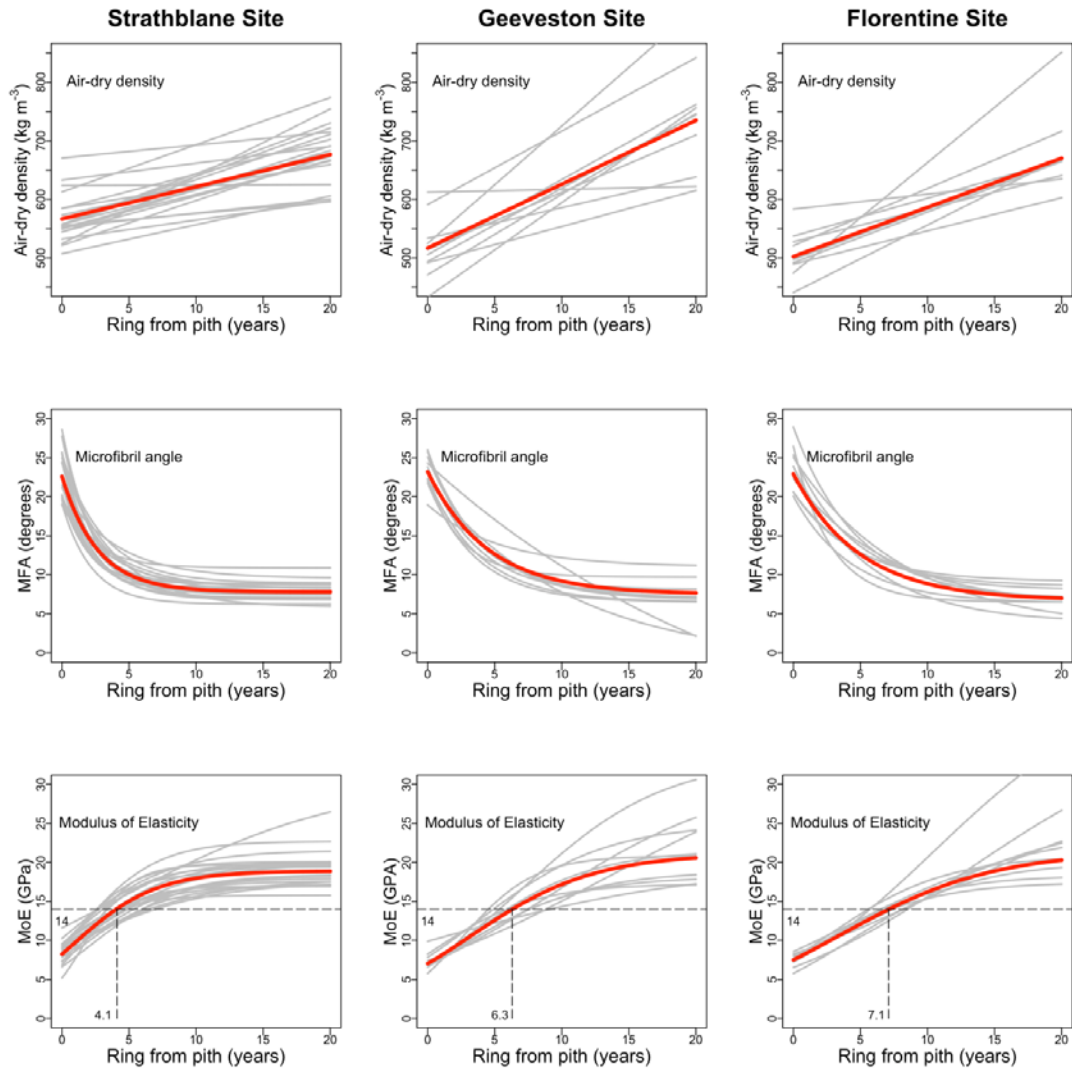 Strathblane Site
Geeveston Site
Florentine Site
Air-dry density (kg m⁻³)
800
700
600
500
Air-dry density
0 5 10 15 20
Ring from pith (years)
Air-dry density (kg m⁻³)
800
700
600
500
Air-dry density
0 5 10 15 20
Ring from pith (years)
Air-dry density (kg m⁻³)
800
700
600
500
Air-dry density
0 5 10 15 20
Ring from pith (years)
MFA (degrees)
30
25
20
15
10
5
0
Microfibril angle
0 5 10 15 20
Ring from pith (years)
MFA (degrees)
30
25
20
15
10
5
0
Microfibril angle
0 5 10 15 20
Ring from pith (years)
MFA (degrees)
30
25
20
15
10
5
0
Microfibril angle
0 5 10 15 20
Ring from pith (years)
MoE (GPa)
30
25
20
15
10
5
0
Modulus of Elasticity
14
4.1
0 5 10 15 20
Ring from pith (years)
MoE (GPA)
30
25
20
15
10
5
0
Modulus of Elasticity
14
6.3
0 5 10 15 20
Ring from pith (years)
MoE (GPa)
30
25
20
15
10
5
0
Modulus of Elasticity
14
7.1
0 5 10 15 20
Ring from pith (years)